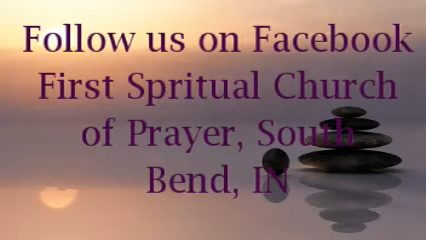 Follow us on Facebook
First Spritual Church
of Prayer, South
Bend, IN